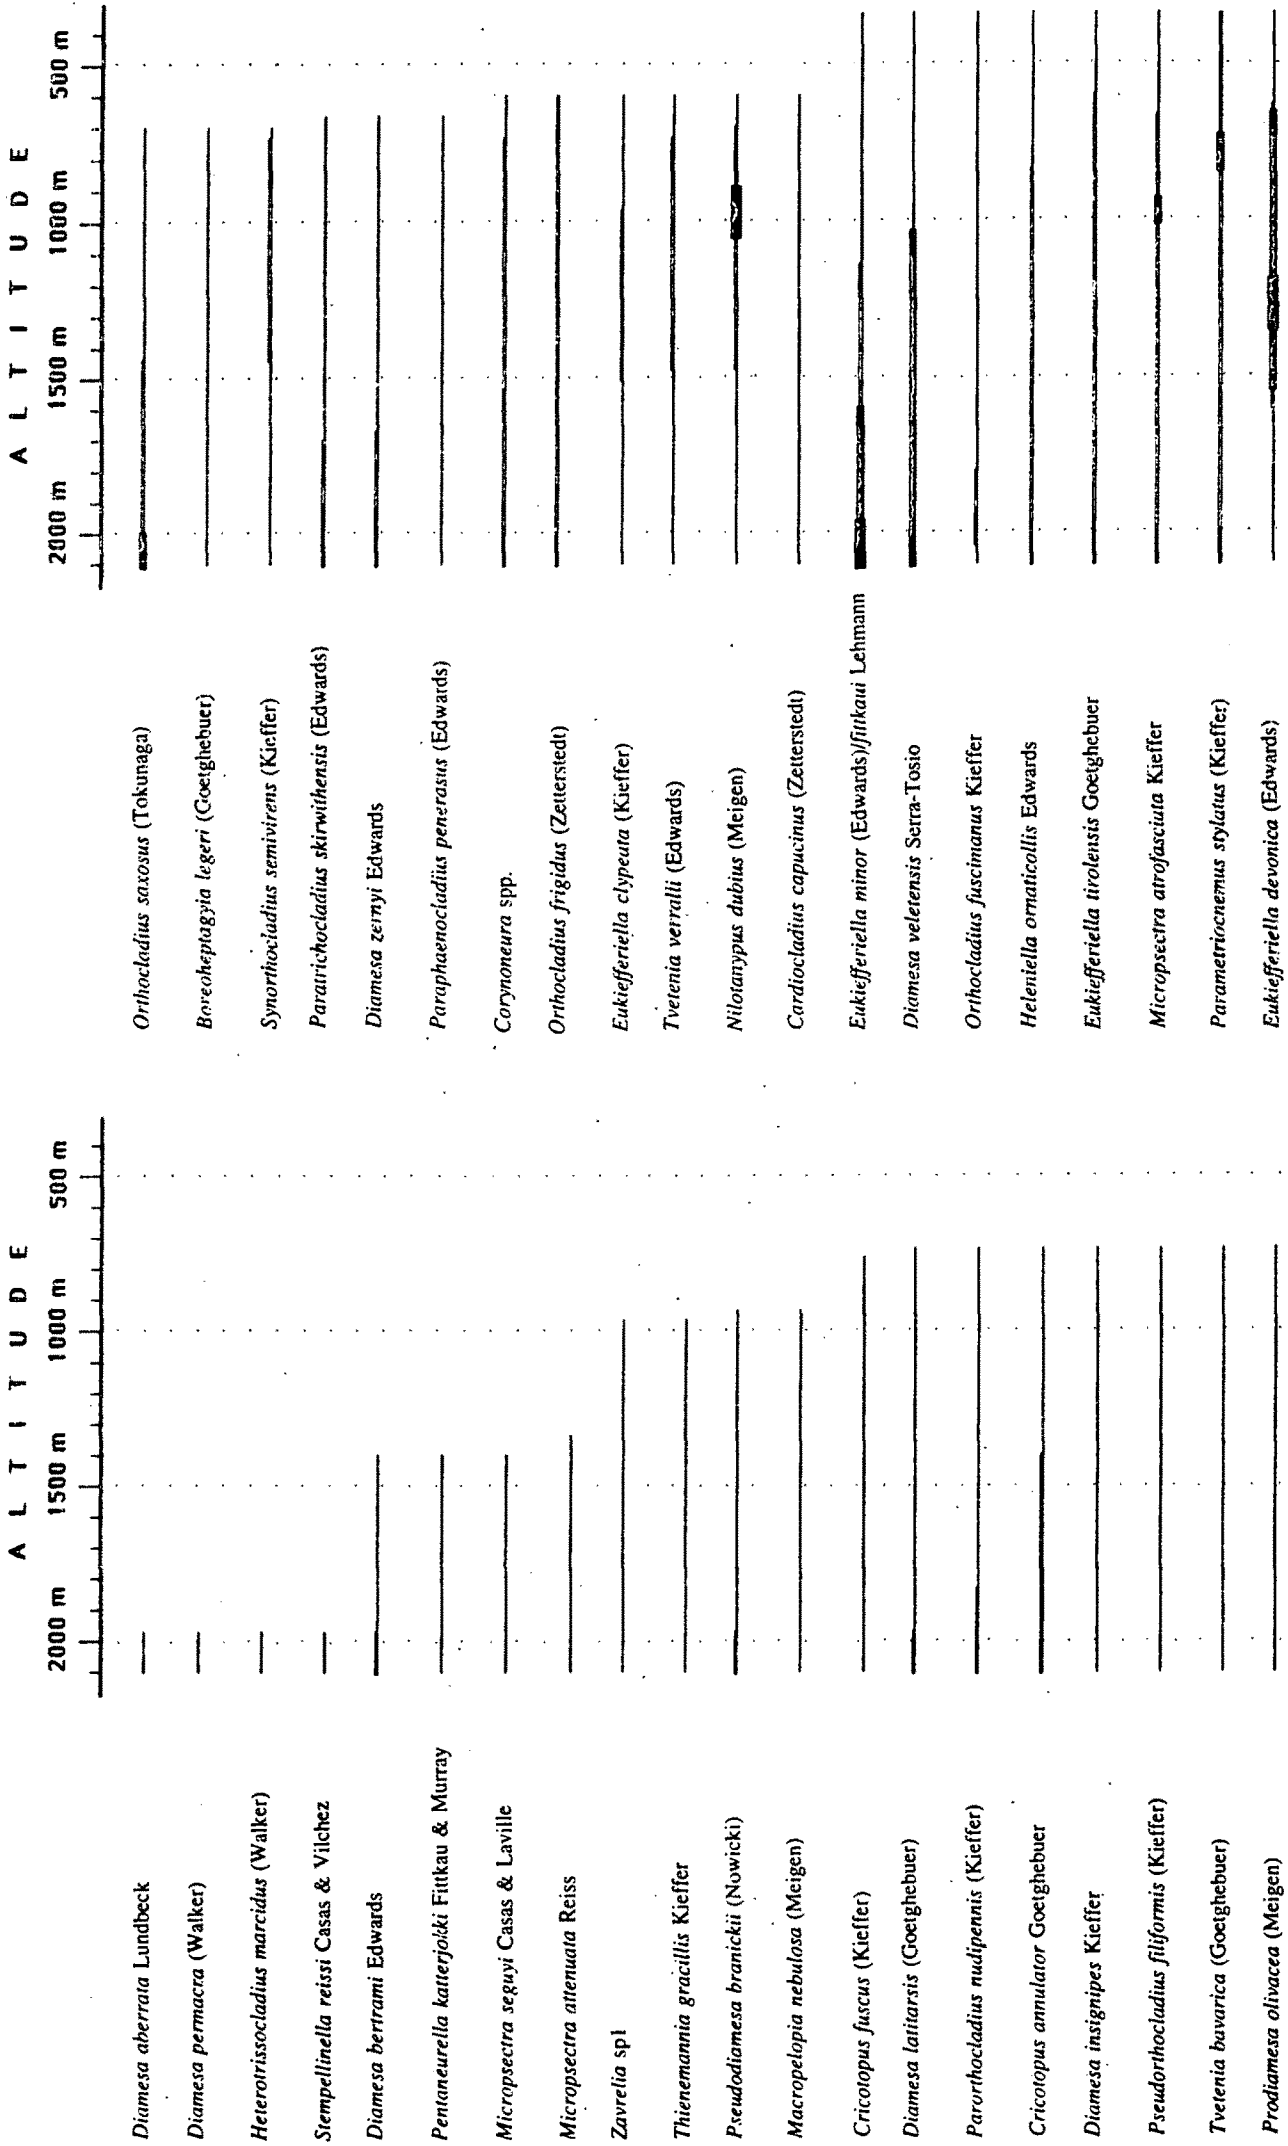 A L T I T U D E
2000 m 1500 m 1000 m 500 m
Diamesa aberrata Lundbeck
Diamesa permacra (Walker)
Heterotrissocladius marcidus (Walker)
Stempellinella reissi Casas & Vilchez
Diamesa bertrami Edwards
Pentaneurella katterjokki Fittkau & Murray
Micropsectra seguyi Casas & Laville
Micropsectra attenuata Reiss
Zavrelia sp1
Thienemannia gracillis Kieffer
Pseudodiamesa branickii (Nowicki)
Macropelopia nebulosa (Meigen)
Cricotopus fuscus (Kieffer)
Diamesa latitarsis (Goetghebuer)
Parorthocladius nudipennis (Kieffer)
Cricotopus annulator Goetghebuer
Diamesa insignipes Kieffer
Pseudorthocladius filiformis (Kieffer)
Tvetenia bavarica (Goetghebuer)
Prodiamesa olivacea (Meigen)
A L T I T U D E
2000 m 1500 m 1000 m 500 m
Orthocladius saxosus (Tokunaga)
Boreoheptagyia legeri (Goetghebuer)
Synorthocladius semivirens (Kieffer)
Paratrichocladius skirwithensis (Edwards)
Diamesa zernyi Edwards
Paraphaenocladius penerasus (Edwards)
Corynoneura spp.
Orthocladius frigidus (Zetterstedt)
Eukiefferiella clypeata (Kieffer)
Tvetenia verralli (Edwards)
Nilotanypus dubius (Meigen)
Cardiocladius capucinus (Zetterstedt)
Eukiefferiella minor (Edwards)/fittkaui Lehmann
Diamesa veletensis Serra-Tosio
Orthocladius fuscimanus Kieffer
Heleniella ornaticollis Edwards
Eukiefferiella tirolensis Goetghebuer
Micropsectra atrofasciata Kieffer
Parametriocnemus stylatus (Kieffer)
Eukiefferiella devonica (Edwards)